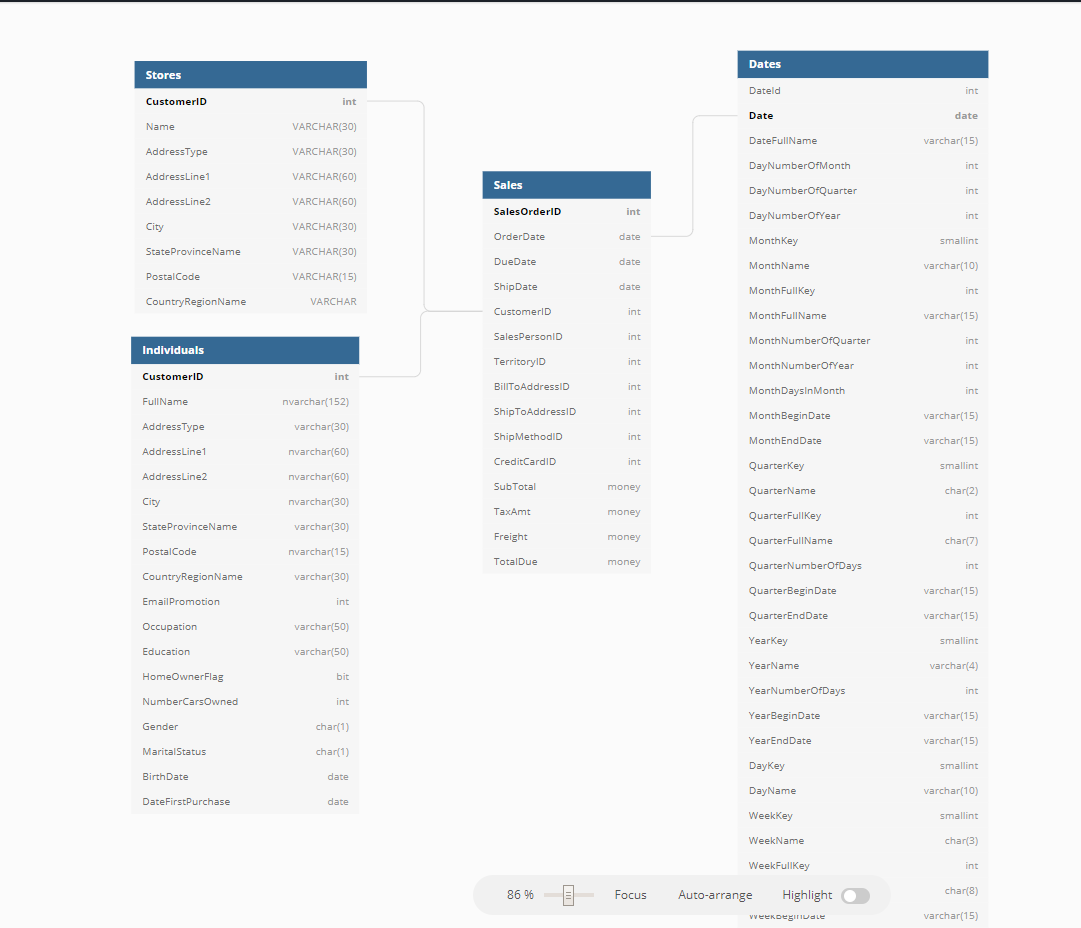 Stores
CustomerID int
Name VARCHAR(30)
AddressType VARCHAR(30)
AddressLine1 VARCHAR(60)
AddressLine2 VARCHAR(60)
City VARCHAR(30)
StateProvinceName VARCHAR(30)
PostalCode VARCHAR(15)
CountryRegionName VARCHAR
Individuals
CustomerID int
FullName nvarchar(152)
AddressType varchar(30)
AddressLine1 nvarchar(60)
AddressLine2 nvarchar(60)
City nvarchar(30)
StateProvinceName varchar(30)
PostalCode nvarchar(15)
CountryRegionName varchar(30)
EmailPromotion int
Occupation varchar(50)
Education varchar(50)
HomeOwnerFlag bit
NumberCarsOwned int
Gender char(1)
MaritalStatus char(1)
BirthDate date
DateFirstPurchase date
Sales
SalesOrderID int
OrderDate date
DueDate date
ShipDate date
CustomerID int
SalesPersonID int
TerritoryID int
BillToAddressID int
ShipToAddressID int
ShipMethodID int
CreditCardID int
SubTotal money
TaxAmt money
Freight money
TotalDue money
Dates
DateId int
Date date
DateFullName varchar(15)
DayNumberOfMonth int
DayNumberOfQuarter int
DayNumberOfYear int
MonthKey smallint
MonthName varchar(10)
MonthFullKey int
MonthFullName varchar(15)
MonthNumberOfQuarter int
MonthNumberOfYear int
MonthDaysInMonth int
MonthBeginDate varchar(15)
MonthEndDate varchar(15)
QuarterKey smallint
QuarterName char(2)
QuarterFullKey int
QuarterFullName char(7)
QuarterNumberOfDays int
QuarterBeginDate varchar(15)
QuarterEndDate varchar(15)
YearKey smallint
YearName varchar(4)
YearNumberOfDays int
YearBeginDate varchar(15)
YearEndDate varchar(15)
DayKey smallint
DayName varchar(10)
WeekKey smallint
WeekName char(3)
WeekFullKey int
char(8)
WeekBeginDate varchar(15)
86 % Focus Auto-arrange Highlight